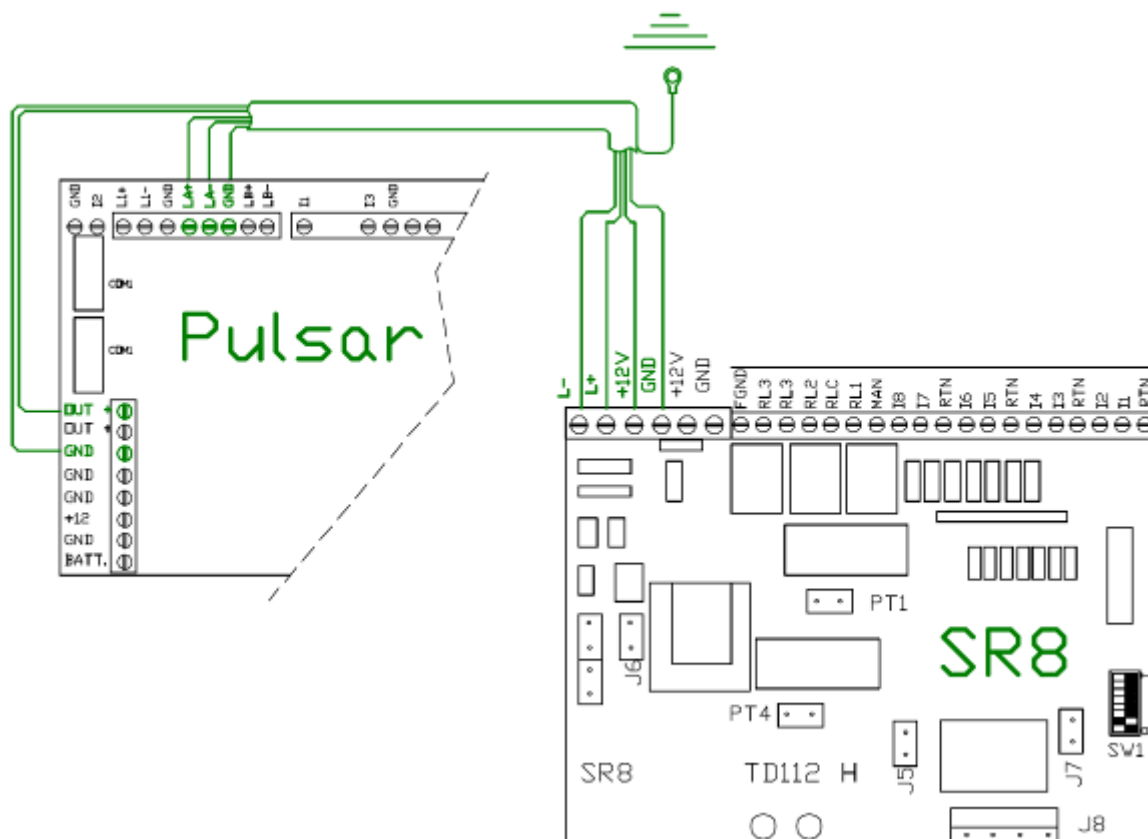 GND I2 L1+ L1- GND LA+ LA- GND LB+ LB- I1 I3 GND
COM1
Pulsar
COM1
OUT +
OUT +
GND
GND
GND
+12
GND
BATT.
L- L+ +12V GND +12V GND FGND RL3 RL3 RL2 RLC RL1 MAN I8 I7 RTN I6 I5 RTN I4 I3 RTN I2 I1 RTN
PT1
SR8
J6
PT4
SW1
J5
J7
SR8 TD112 H
J8